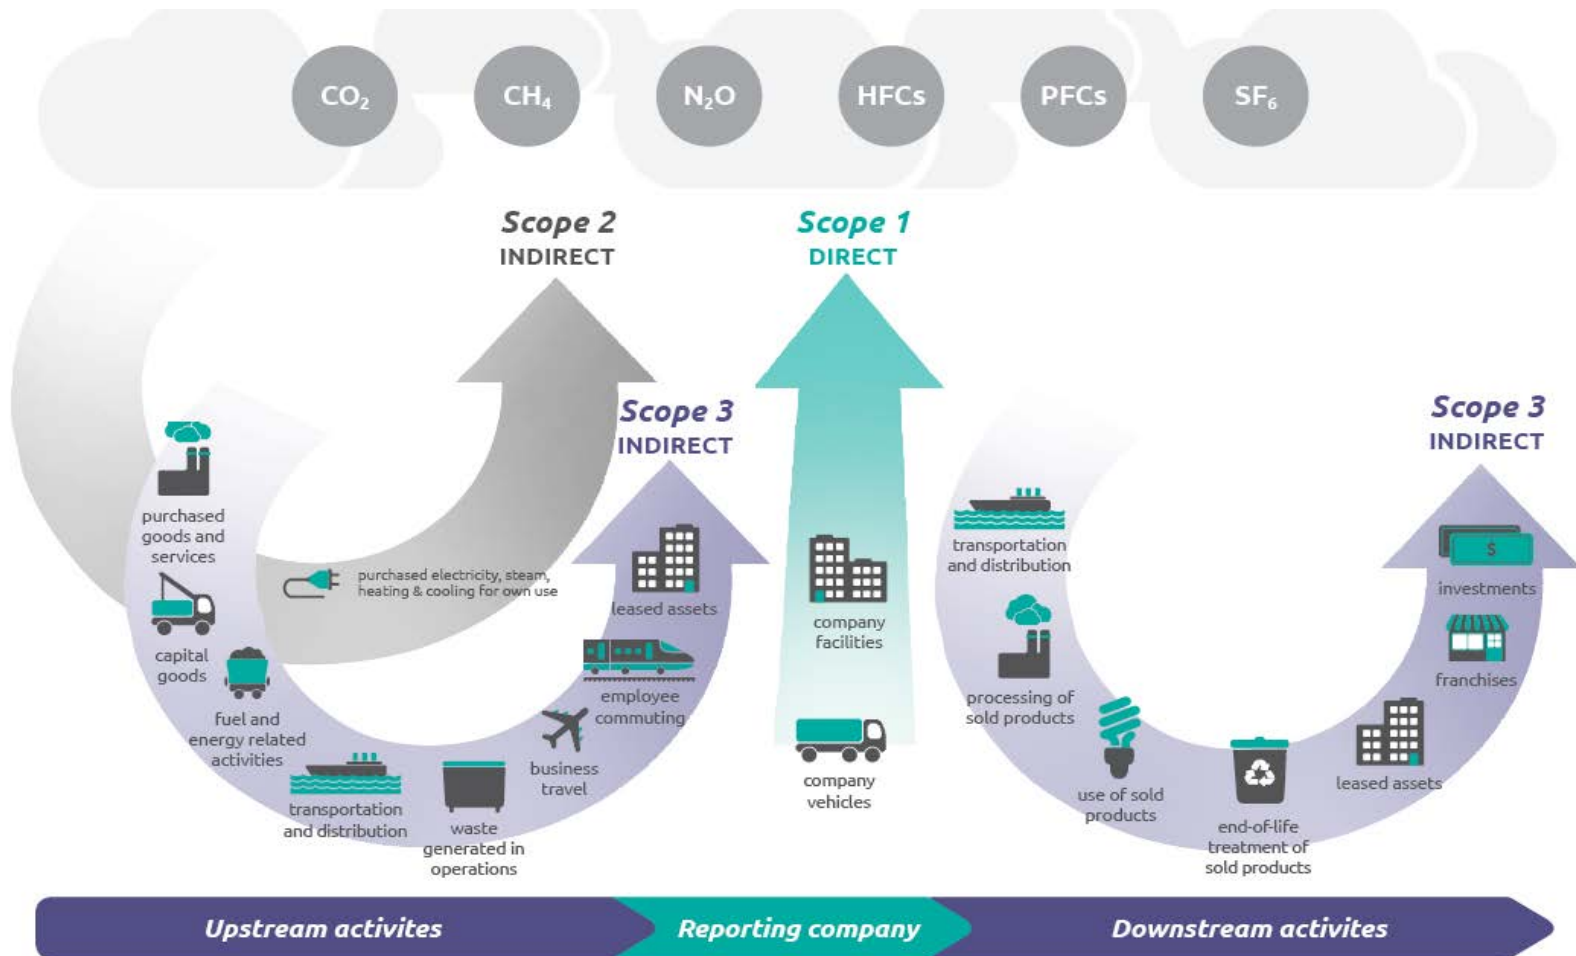 CO₂
CH₄
N₂O
HFCs
PFCs
SF₆
Scope 2
INDIRECT
Scope 1
DIRECT
Scope 3
INDIRECT
Scope 3
INDIRECT
purchased
goods and
services
capital
goods
fuel and
energy related
activities
purchased electricity, steam,
heating & cooling for own use
transportation
and distribution
waste
generated in
operations
business
travel
employee
commuting
leased assets
company
facilities
company
vehicles
transportation
and distribution
processing of
sold products
use of sold
products
end-of-life
treatment of
sold products
leased assets
franchises
$
investments
Upstream activites
Reporting company
Downstream activites